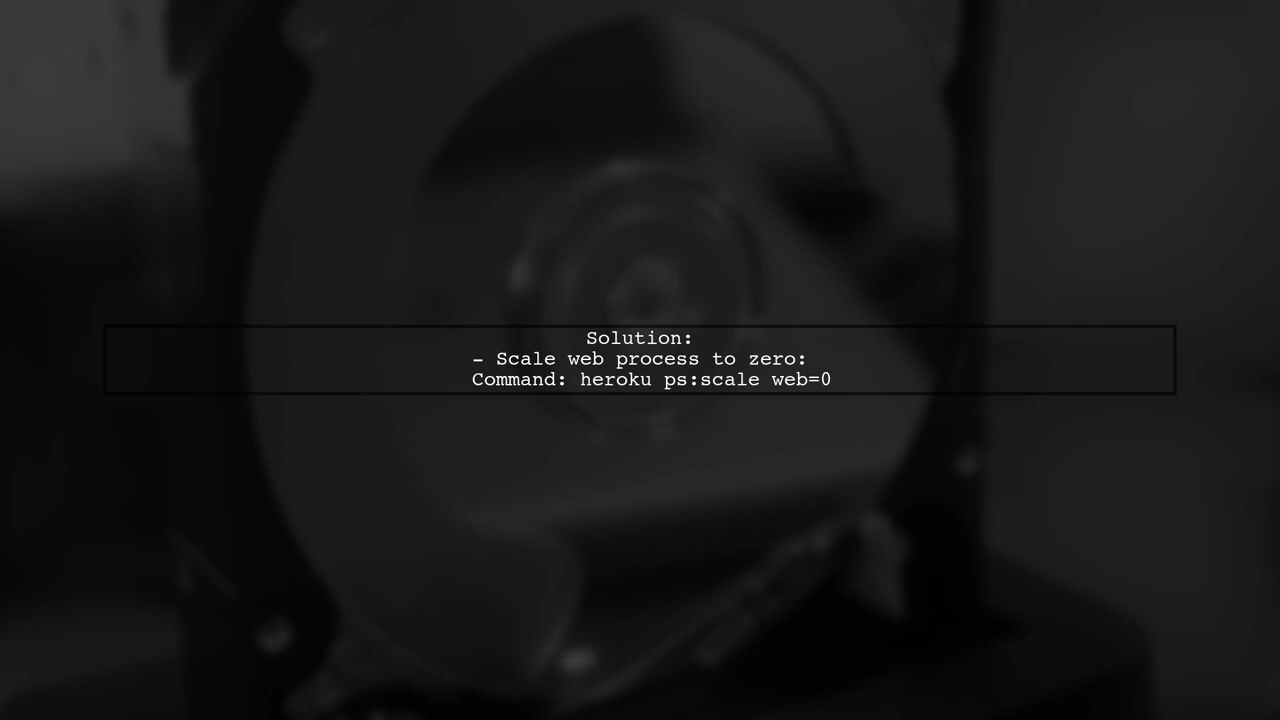 Solution:
- Scale web process to zero:
Command: heroku ps:scale web=0